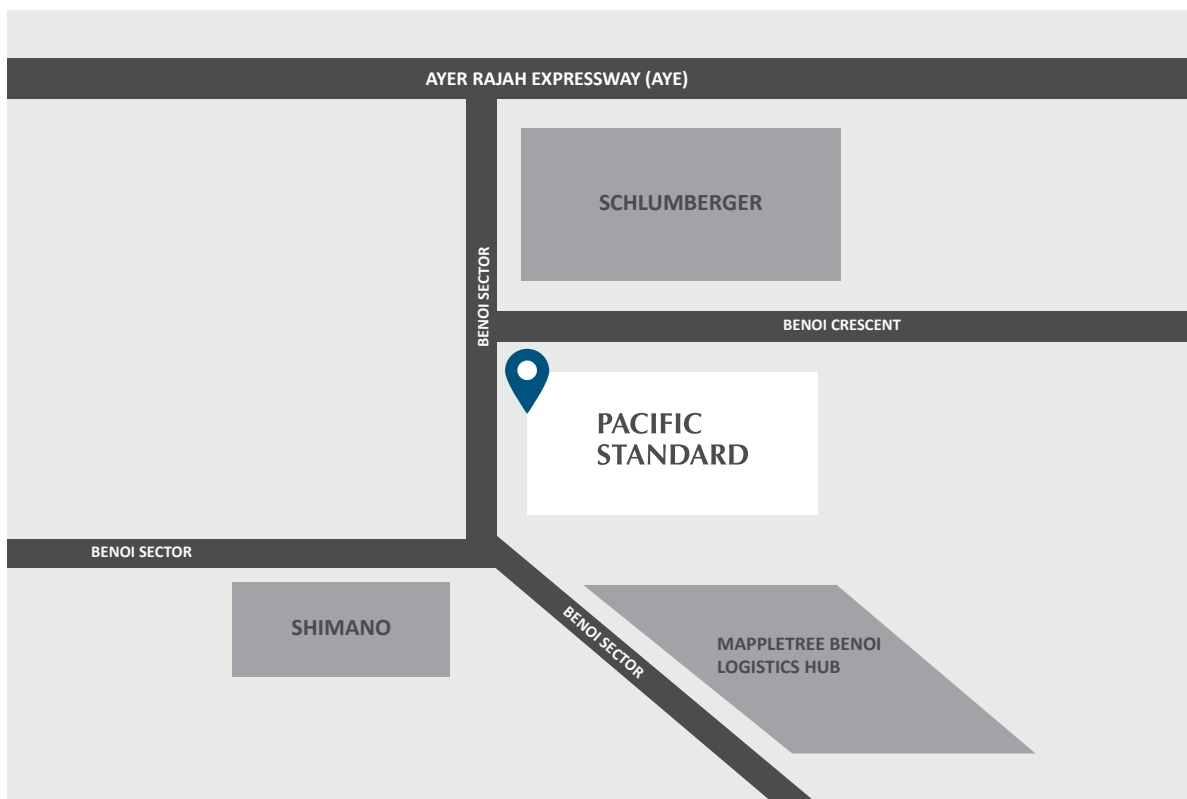 AYER RAJAH EXPRESSWAY (AYE)
SCHLUMBERGER
BENOI SECTOR
BENOI CRESCENT
PACIFIC
STANDARD
BENOI SECTOR
SHIMANO
BENOI SECTOR
MAPPLETREE BENOI
LOGISTICS HUB